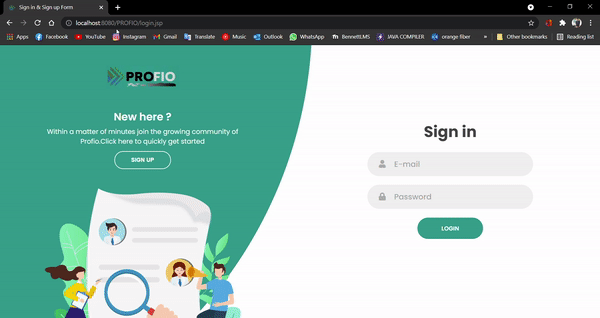 Sign in & Sign up Form
localhost:8080/PROFIO/login.jsp
Apps
Facebook
YouTube
Instagram
Gmail
Translate
Music
Outlook
WhatsApp
BennettLMS
JAVA COMPILER
orange fiber
»
Other bookmarks
Reading list
PROFIO
New here ?
Within a matter of minutes join the growing community of
Profio.Click here to quickly get started
SIGN UP
Sign in
E-mail
Password
LOGIN